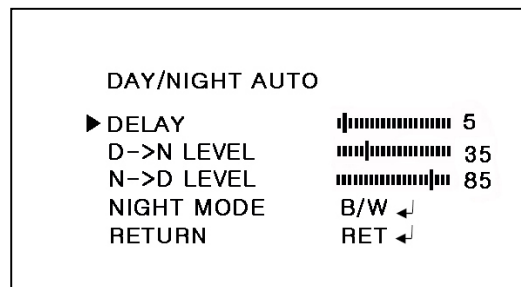 DAY/NIGHT AUTO
▶ DELAY 5
D->N LEVEL 35
N->D LEVEL 85
NIGHT MODE B/W ↲
RETURN RET ↲